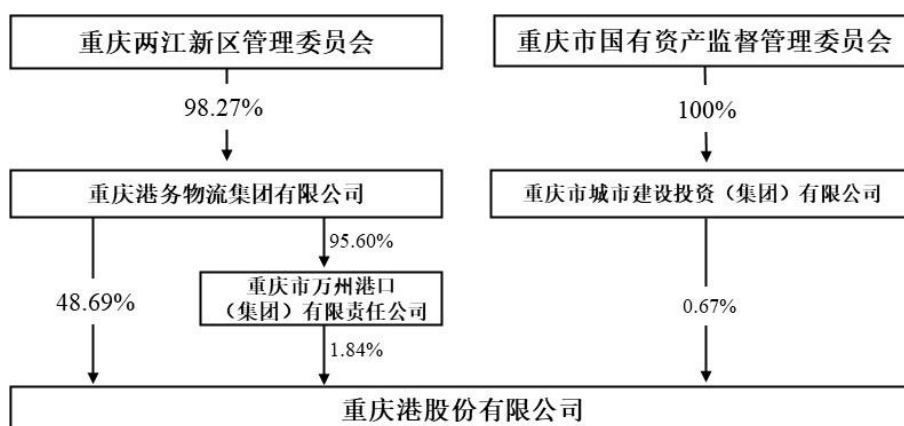 重庆两江新区管理委员会
重庆市国有资产监督管理委员会
98.27%
100%
重庆港务物流集团有限公司
重庆市城市建设投资（集团）有限公司
95.60%
48.69%
重庆市万州港口
（集团）有限责任公司
0.67%
1.84%
重庆港股份有限公司